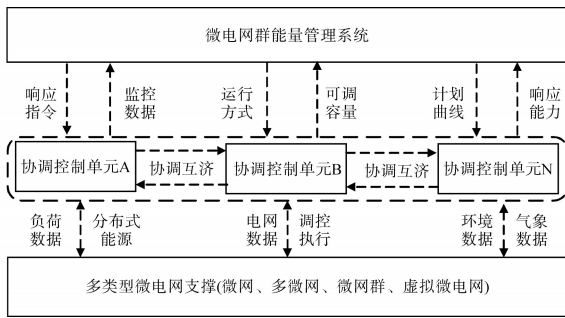 微电网群能量管理系统
响应
指令
监控
数据
运行
方式
可调
容量
计划
曲线
响应
能力
协调控制单元A
协调互济
协调控制单元B
协调互济
协调控制单元N
负荷
数据
分布式
能源
电网
数据
调控
执行
环境
数据
气象
数据
多类型微电网支撑(微网、多微网、微网群、虚拟微电网)